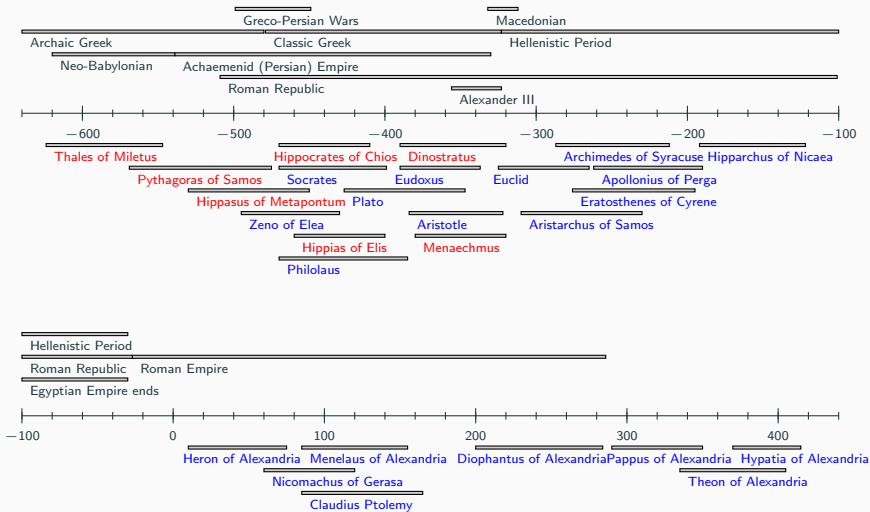 Greco-Persian Wars Macedonian
Archaic Greek Classic Greek Hellenistic Period
Neo-Babylonian Achaemenid (Persian) Empire
Roman Republic
Alexander III
−600 −500 −400 −300 −200 −100
Thales of Miletus Hippocrates of Chios Dinostratus Archimedes of Syracuse Hipparchus of Nicaea
Pythagoras of Samos Socrates Eudoxus Euclid Apollonius of Perga
Hippasus of Metapontum Plato Eratosthenes of Cyrene
Zeno of Elea Aristotle Aristarchus of Samos
Hippias of Elis Menaechmus
Philolaus
Hellenistic Period
Roman Republic Roman Empire
Egyptian Empire ends
−100 0 100 200 300 400
Heron of Alexandria Menelaus of Alexandria Diophantus of Alexandria Pappus of Alexandria Hypatia of Alexandria
Nicomachus of Gerasa Theon of Alexandria
Claudius Ptolemy